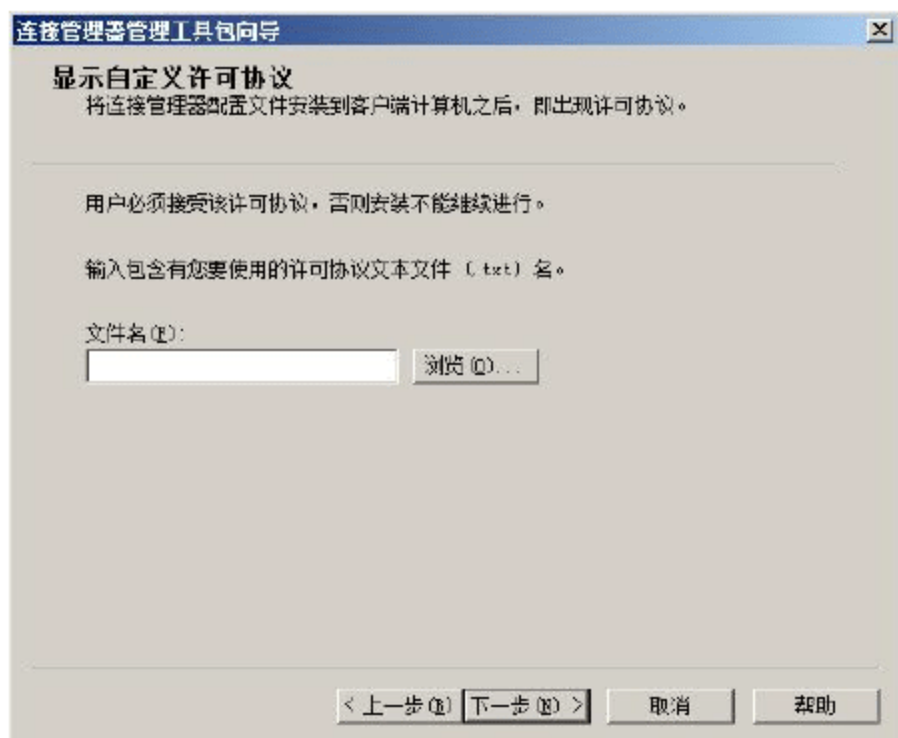 连接管理器管理工具包向导
显示自定义许可协议
将连接管理器配置文件安装到客户端计算机之后，即出现许可协议。
用户必须接受该许可协议，否则安装不能继续进行。
输入包含有您要使用的许可协议文本文件 (.txt) 名。
文件名(F):
浏览(O)...
< 上一步(B) 下一步(N) > 取消 帮助